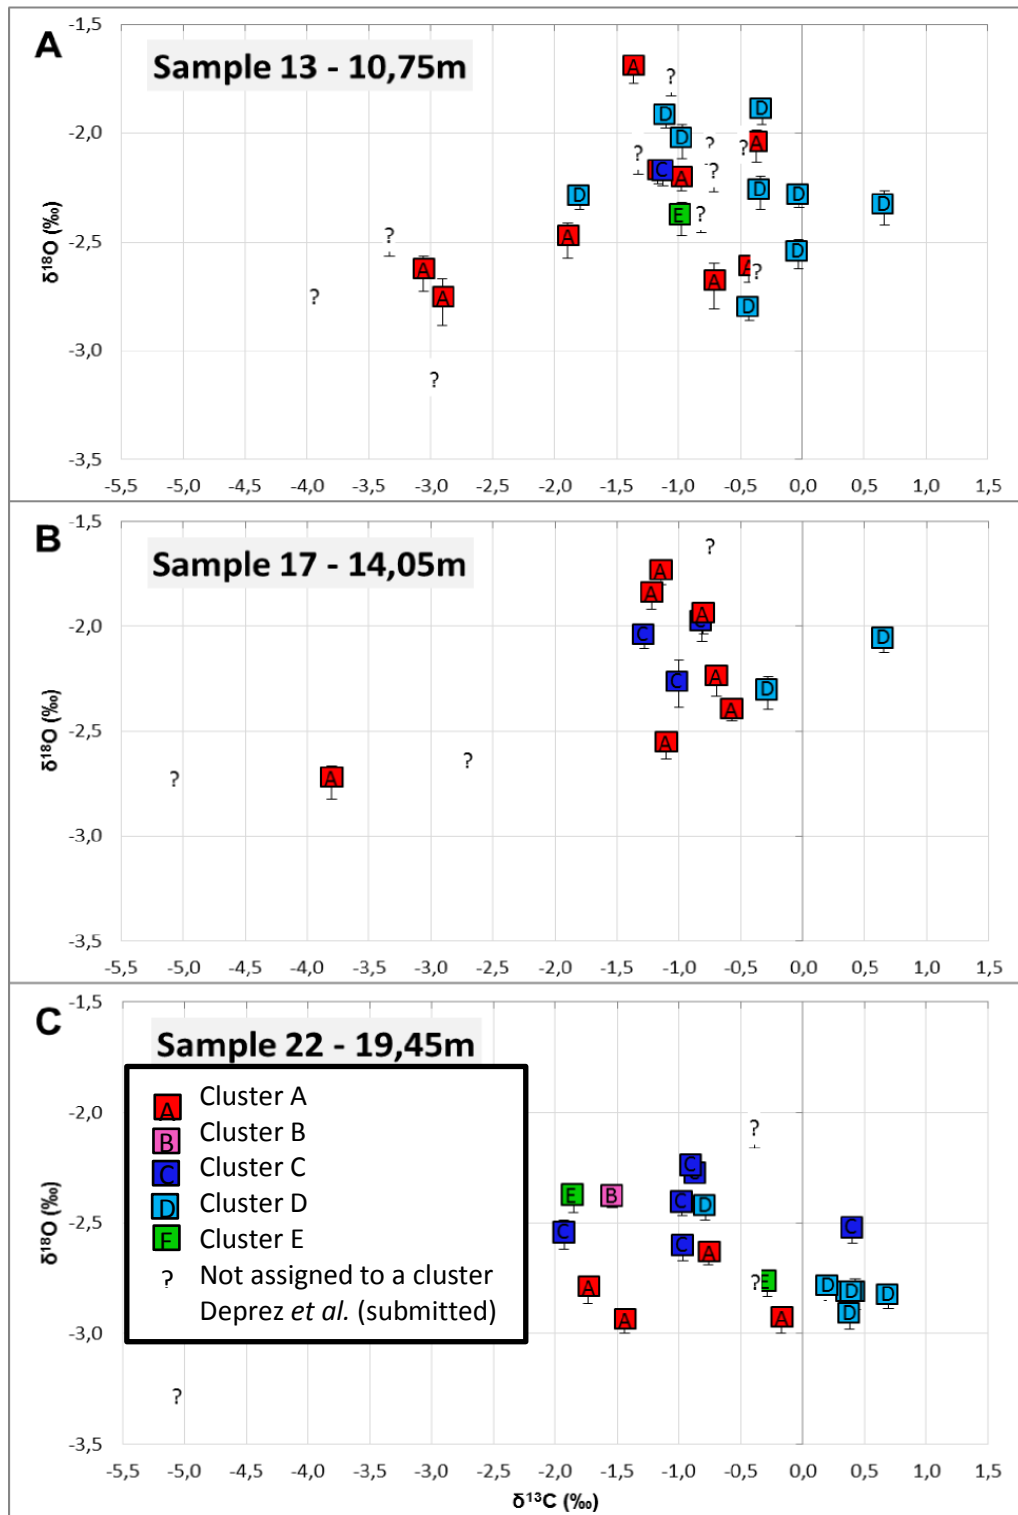 A
Sample 13 - 10,75m
-1,5
-2,0
-2,5
-3,0
-3,5
δ18O (‰)
A ? D D D A ? ? ? ? C A ? D D D D E ? A D ? A A ? A D ? A ?
-5,5 -5,0 -4,5 -4,0 -3,5 -3,0 -2,5 -2,0 -1,5 -1,0 -0,5 0,0 0,5 1,0 1,5
B
Sample 17 - 14,05m
-1,5
-2,0
-2,5
-3,0
-3,5
δ18O (‰)
? A A A C C D A C D A A ? A ?
-5,5 -5,0 -4,5 -4,0 -3,5 -3,0 -2,5 -2,0 -1,5 -1,0 -0,5 0,0 0,5 1,0 1,5
C
Sample 22 - 19,45m
-1,5
-2,0
-2,5
-3,0
-3,5
δ18O (‰)
A Cluster A
B Cluster B
C Cluster C
D Cluster D
E Cluster E
? Not assigned to a cluster
Deprez et al. (submitted)
? C C E B C D C C C A E ? A D D D D A D A ?
-5,5 -5,0 -4,5 -4,0 -3,5 -3,0 -2,5 -2,0 -1,5 -1,0 -0,5 0,0 0,5 1,0 1,5
δ13C (‰)